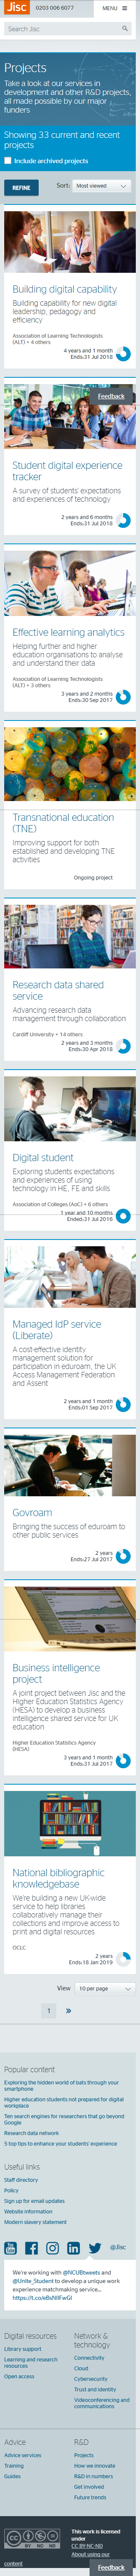 Jisc
0203 006 6077
MENU
Search Jisc
Projects
Take a look at our services in
development and other R&D projects,
all made possible by our major
funders
Showing 33 current and recent
projects
Include archived projects
REFINE
Sort:
Most viewed
Building digital capability
Building capability for new digital
leadership, pedagogy and
efficiency
Association of Learning Technologists
(ALT) + 4 others
4 years and 1 month
Ends:31 Jul 2018
Feedback
Student digital experience
tracker
A survey of students' expectations
and experiences of technology
2 years and 6 months
Ends:31 Jul 2018
Effective learning analytics
Helping further and higher
education organisations to analyse
and understand their data
Association of Learning Technologists
(ALT) + 3 others
3 years and 2 months
Ends:30 Sep 2017
Transnational education
(TNE)
Improving support for both
established and developing TNE
activities
Ongoing project
Research data shared
service
Advancing research data
management through collaboration
Cardiff University + 14 others
2 years and 3 months
Ends:30 Apr 2018
Digital student
Exploring students expectations
and experiences of using
technology in HE, FE and skills
Association of Colleges (AoC) + 6 others
1 year and 10 months
Ended:31 Jul 2016
Managed IdP service
(Liberate)
A cost-effective identity
management solution for
participation in eduroam, the UK
Access Management Federation
and Assent
2 years and 1 month
Ends:01 Sep 2017
Govroam
Bringing the success of eduroam to
other public services
2 years
Ends:27 Jul 2017
Business intelligence
project
A joint project between Jisc and the
Higher Education Statistics Agency
(HESA) to develop a business
intelligence shared service for UK
education
Higher Education Statistics Agency
(HESA)
3 years and 1 month
Ends:31 Jul 2017
National bibliographic
knowledgebase
We're building a new UK-wide
service to help libraries
collaboratively manage their
collections and improve access to
print and digital resources
OCLC
2 years
Ends:18 Jan 2019
View
10 per page
1 »
Popular content
Exploring the hidden world of bats through your
smartphone
Higher education students not prepared for digital
workplace
Ten search engines for researchers that go beyond
Google
Research data network
5 top tips to enhance your students' experience
Useful links
Staff directory
Policy
Sign up for email updates
Website information
Modern slavery statement
@Jisc
We're working with @NCUBtweets and
@Unite_Student to develop a unique work
experience matchmaking service...
Digital resources
Library support
Learning and research
resources
Open access
Network &
technology
Connectivity
Cloud
Cybersecurity
Trust and identity
Videoconferencing and
communications
Advice
Advice services
Training
Guides
R&D
Projects
How we innovate
R&D in numbers
Get involved
Future trends
This work is licensed
under
CC BY-NC-ND
About using our
content
Feedback